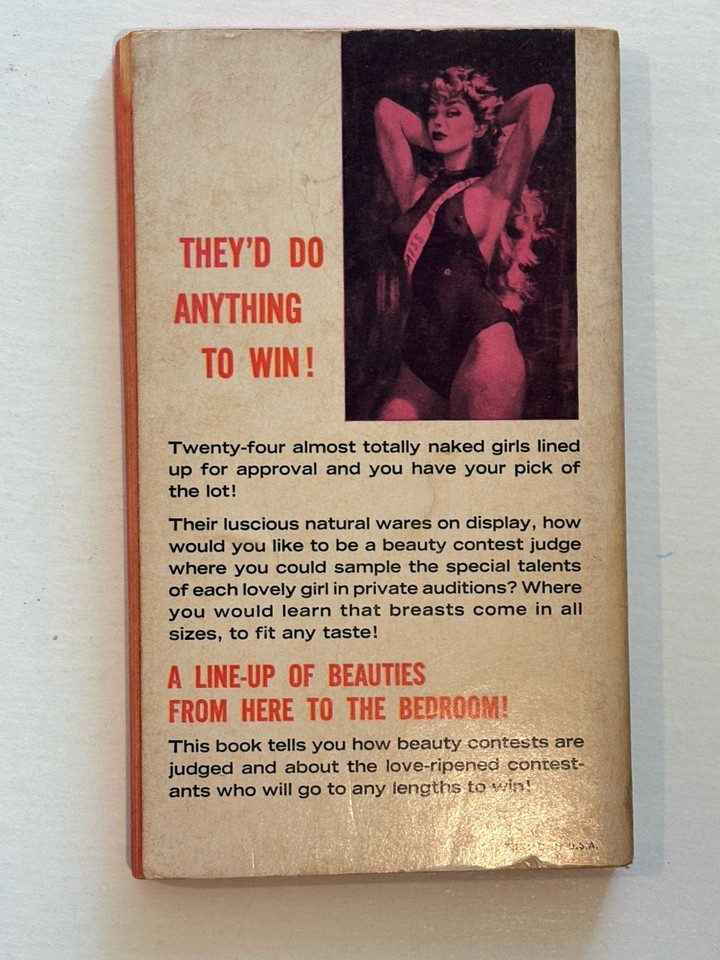 THEY'D DO
ANYTHING
TO WIN!
MISS A
Twenty-four almost totally naked girls lined
up for approval and you have your pick of
the lot!
Their luscious natural wares on display, how
would you like to be a beauty contest judge
where you could sample the special talents
of each lovely girl in private auditions? Where
you would learn that breasts come in all
sizes, to fit any taste!
A LINE-UP OF BEAUTIES
FROM HERE TO THE BEDROOM!
This book tells you how beauty contests are
judged and about the love-ripened contest-
ants who will go to any lengths to win!
U.S.A.